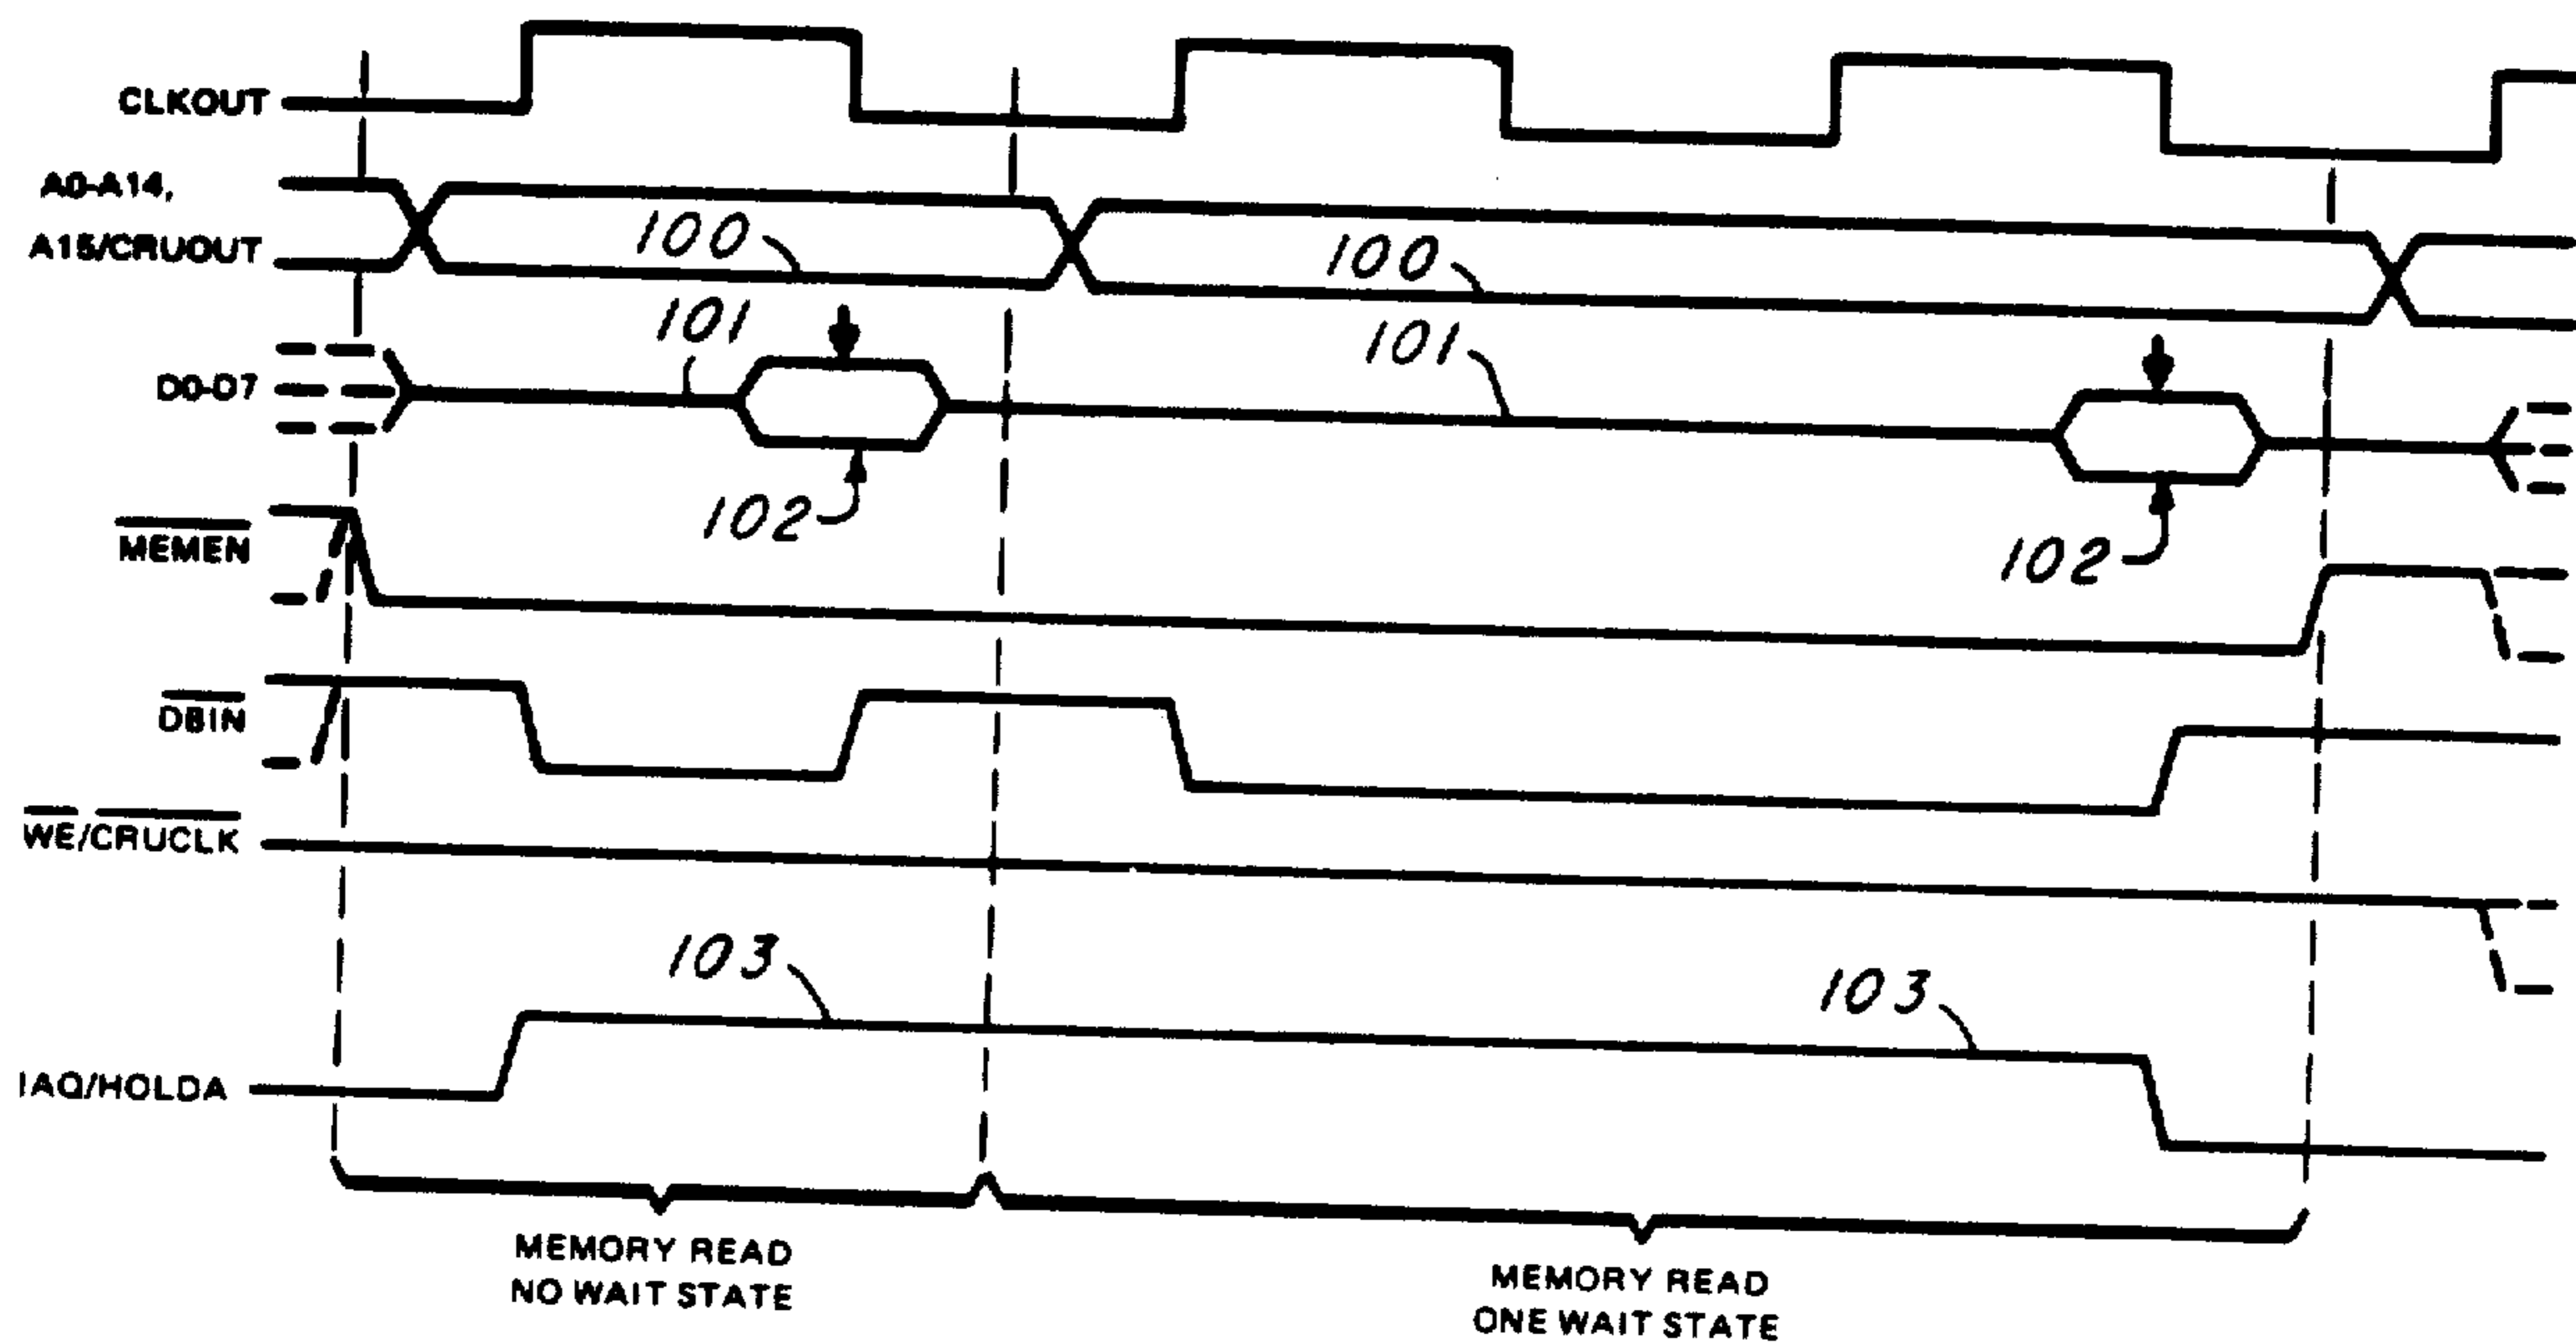 CLKOUT
A0-A14,
A15/CRUOUT
100
100
101
101
D0-D7
102
102
MEMEN
DBIN
WE/CRUCLK
103
103
IAQ/HOLDA
MEMORY READ
NO WAIT STATE
MEMORY READ
ONE WAIT STATE